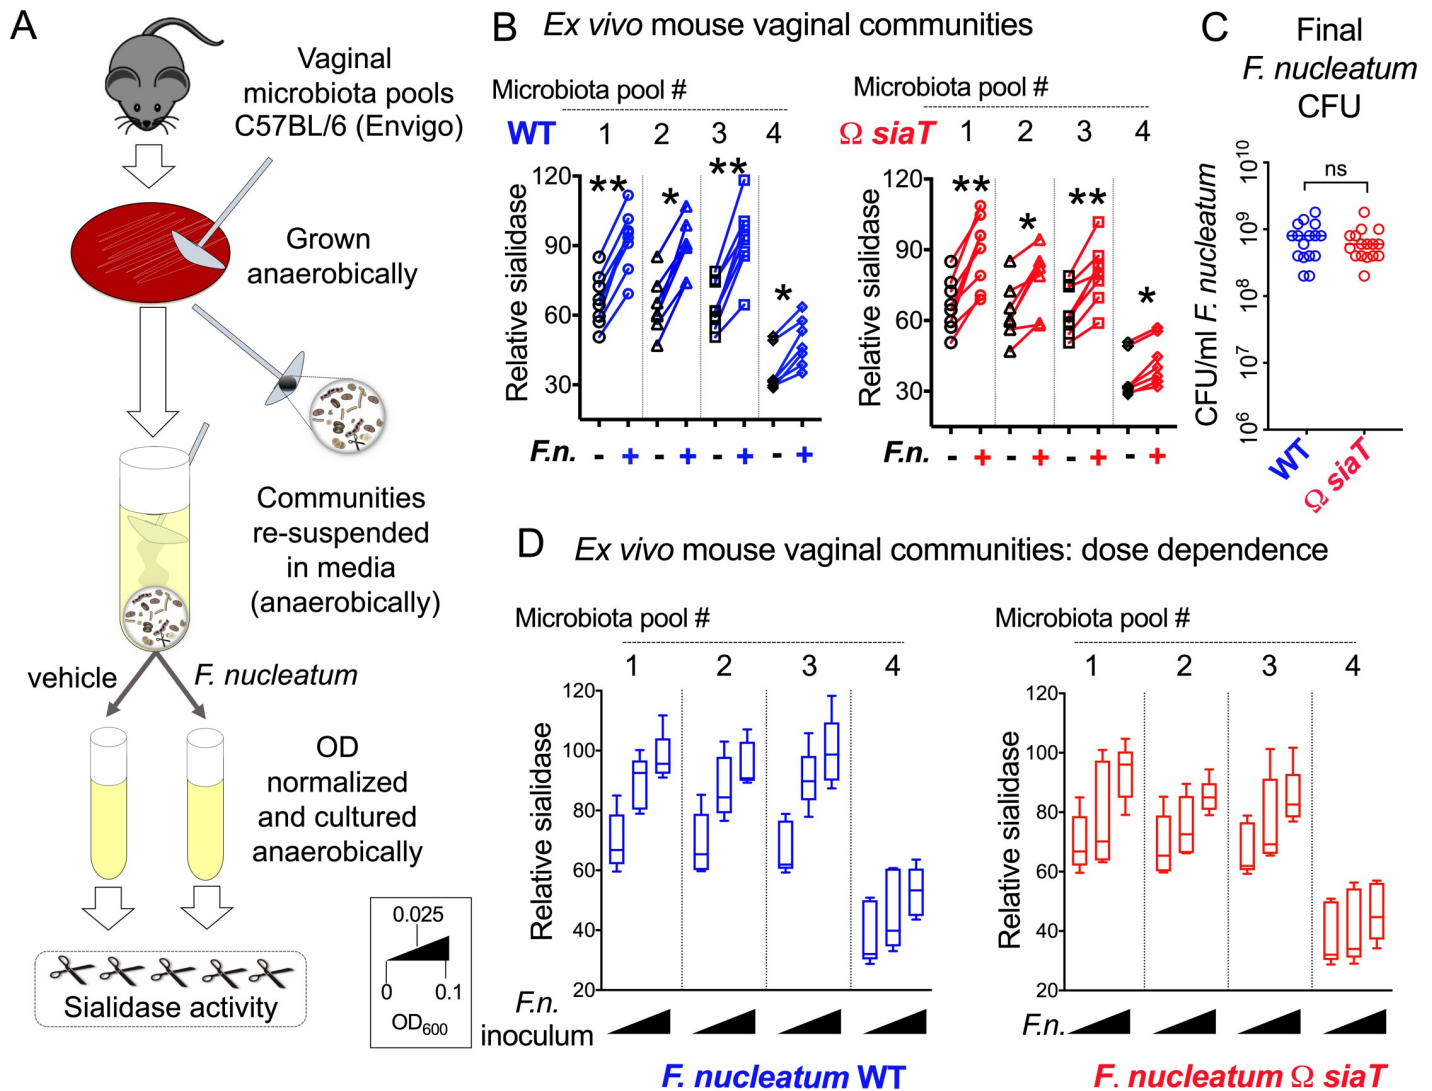 A
Vaginal
microbiota pools
C57BL/6 (Envigo)
Grown
anaerobically
Communities
re-suspended
in media
(anaerobically)
vehicle
F. nucleatum
OD
normalized
and cultured
anaerobically
Sialidase activity
0.025
0 0.1
OD600
B Ex vivo mouse vaginal communities
Microbiota pool #
WT 1 2 3 4
Relative sialidase
120
90
60
30
** * ** *
F.n. - + - + - + - +
Microbiota pool #
Ω siaT 1 2 3 4
Relative sialidase
120
90
60
30
** * ** *
F.n. - + - + - + - +
C Final
F. nucleatum
CFU
CFU/ml F. nucleatum
10^10
10^9
10^8
10^7
10^6
ns
WT
Ω siaT
D Ex vivo mouse vaginal communities: dose dependence
Microbiota pool #
1 2 3 4
Relative sialidase
120
100
80
60
40
20
F.n.
inoculum
F. nucleatum WT
Microbiota pool #
1 2 3 4
Relative sialidase
120
100
80
60
40
20
F.n.
F. nucleatum Ω siaT